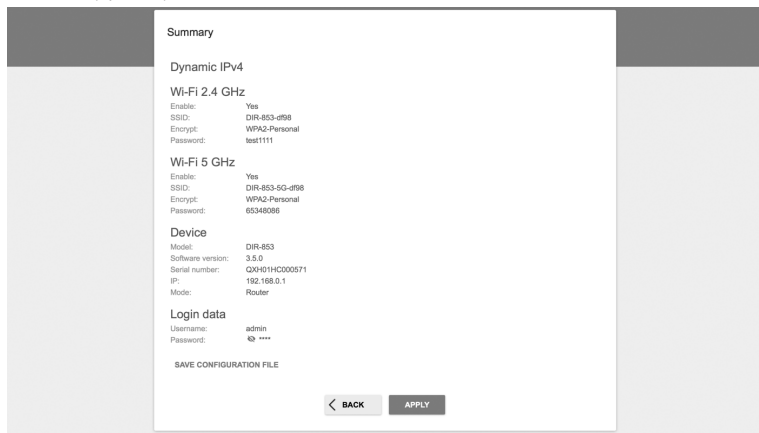 Summary
Dynamic IPv4
Wi-Fi 2.4 GHz
Enable: Yes
SSID: DIR-853-df98
Encrypt: WPA2-Personal
Password: test1111
Wi-Fi 5 GHz
Enable: Yes
SSID: DIR-853-5G-df98
Encrypt: WPA2-Personal
Password: 65348086
Device
Model: DIR-853
Software version: 3.5.0
Serial number: QXH01HC000571
IP: 192.168.0.1
Mode: Router
Login data
Username: admin
Password: ****
SAVE CONFIGURATION FILE
BACK APPLY